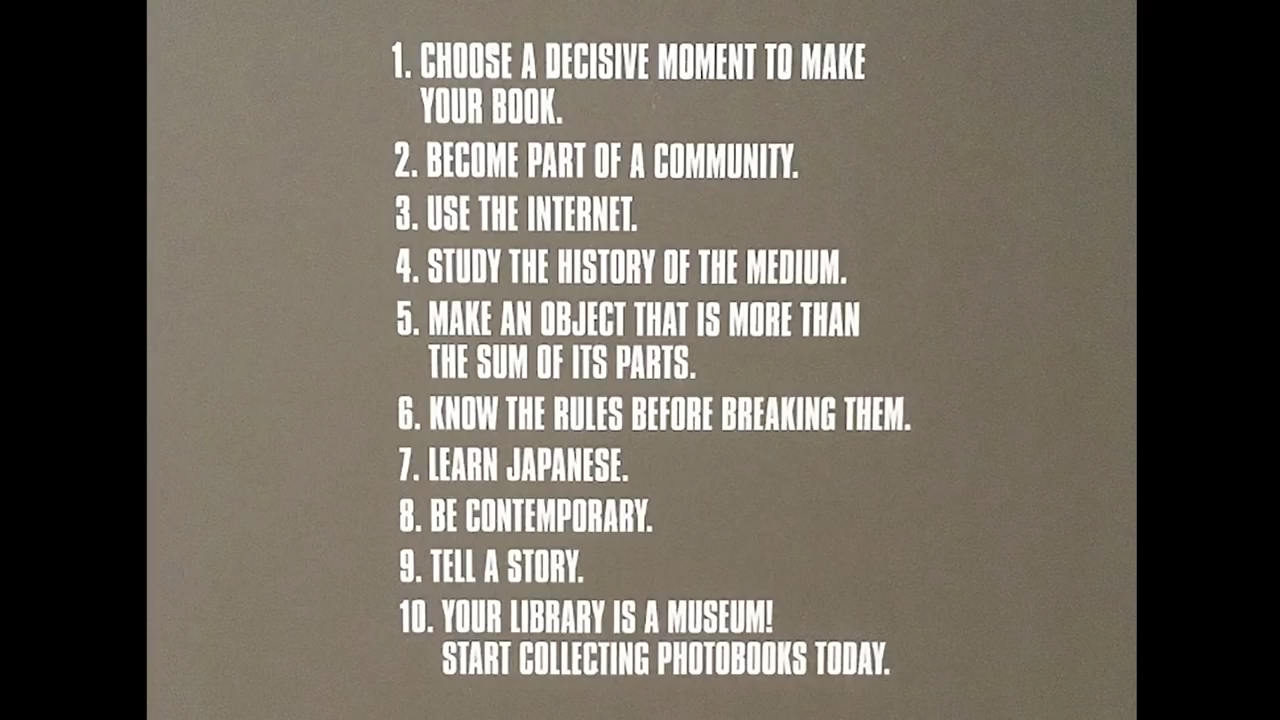 1. CHOOSE A DECISIVE MOMENT TO MAKE
YOUR BOOK.
2. BECOME PART OF A COMMUNITY.
3. USE THE INTERNET.
4. STUDY THE HISTORY OF THE MEDIUM.
5. MAKE AN OBJECT THAT IS MORE THAN
THE SUM OF ITS PARTS.
6. KNOW THE RULES BEFORE BREAKING THEM.
7. LEARN JAPANESE.
8. BE CONTEMPORARY.
9. TELL A STORY.
10. YOUR LIBRARY IS A MUSEUM!
START COLLECTING PHOTOBOOKS TODAY.